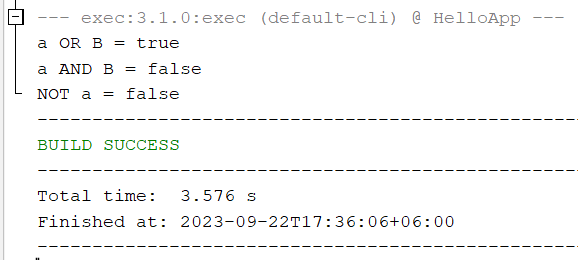 --- exec:3.1.0:exec (default-cli) @ HelloApp ---
a OR B = true
a AND B = false
NOT a = false
------------------------------------------------
BUILD SUCCESS
------------------------------------------------
Total time:  3.576 s
Finished at: 2023-09-22T17:36:06+06:00
------------------------------------------------